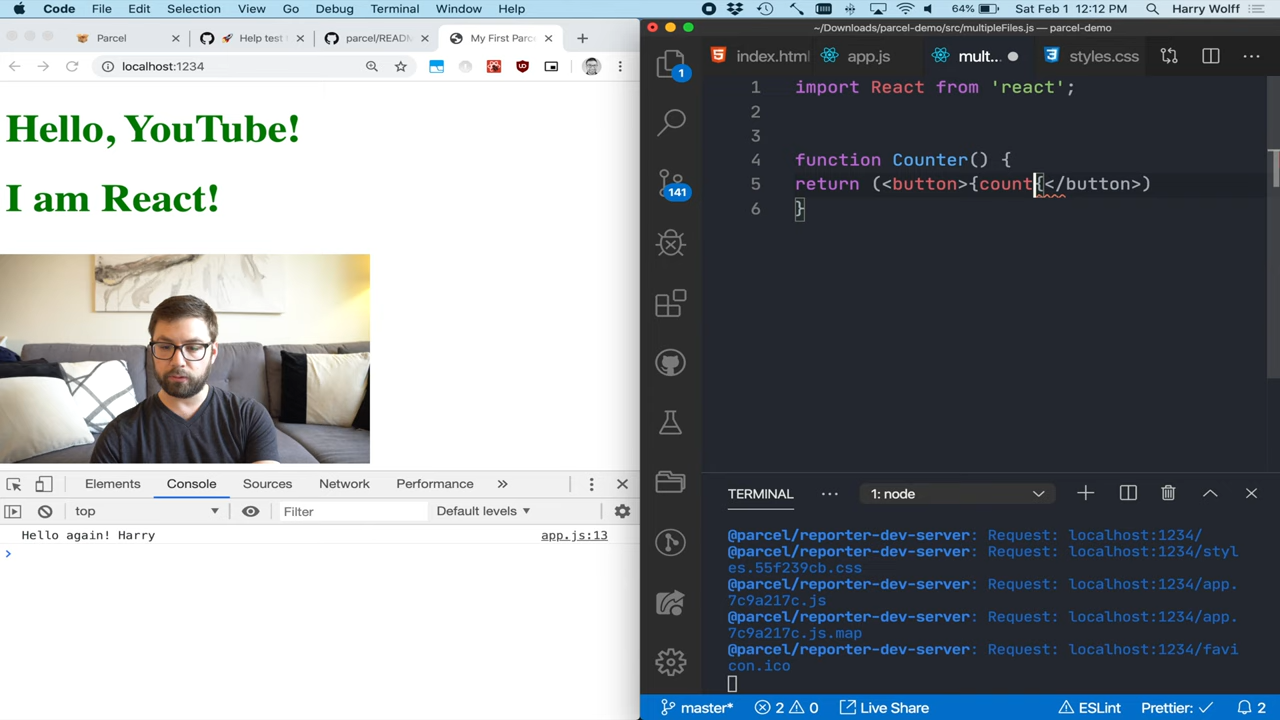 Code File Edit Selection View Go Debug Terminal Window Help 64% Sat Feb 1 12:12 PM Harry Wolff
Parcel
Help test
parcel/READM
My First Parc
localhost:1234
Hello, YouTube!
I am React!
Elements Console Sources Network Performance
top Filter Default levels
Hello again! Harry app.js:13
~/Downloads/parcel-demo/src/multipleFiles.js — parcel-demo
index.html app.js mult... styles.css
1 import React from 'react';
2
3
4 function Counter() {
5 return (<button>{count{</button>)
6 }
1
141
TERMINAL 1: node
@parcel/reporter-dev-server: Request: localhost:1234/
@parcel/reporter-dev-server: Request: localhost:1234/styl
es.55f239cb.css
@parcel/reporter-dev-server: Request: localhost:1234/app.
7c9a217c.js
@parcel/reporter-dev-server: Request: localhost:1234/app.
7c9a217c.js.map
@parcel/reporter-dev-server: Request: localhost:1234/favi
con.ico
master* 2 0 Live Share ESLint Prettier: 2